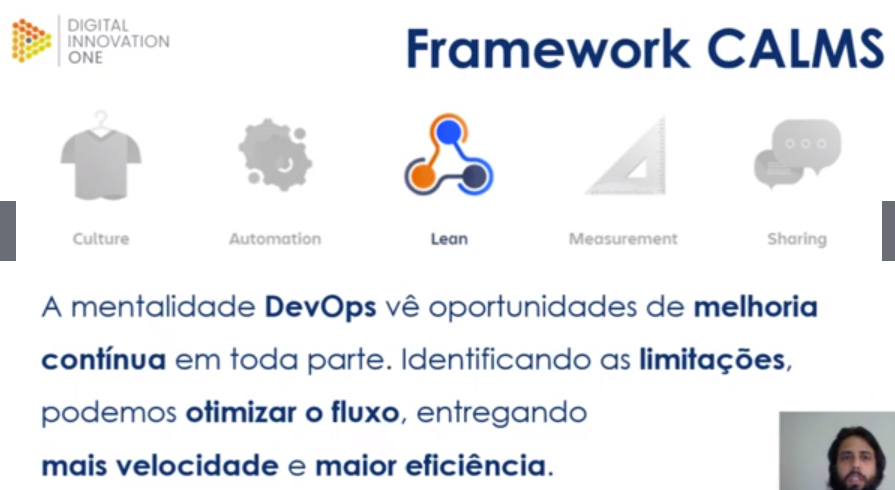 DIGITAL
INNOVATION
ONE
Framework CALMS
Culture
Automation
Lean
Measurement
Sharing
A mentalidade DevOps vê oportunidades de melhoria
contínua em toda parte. Identificando as limitações,
podemos otimizar o fluxo, entregando
mais velocidade e maior eficiência.